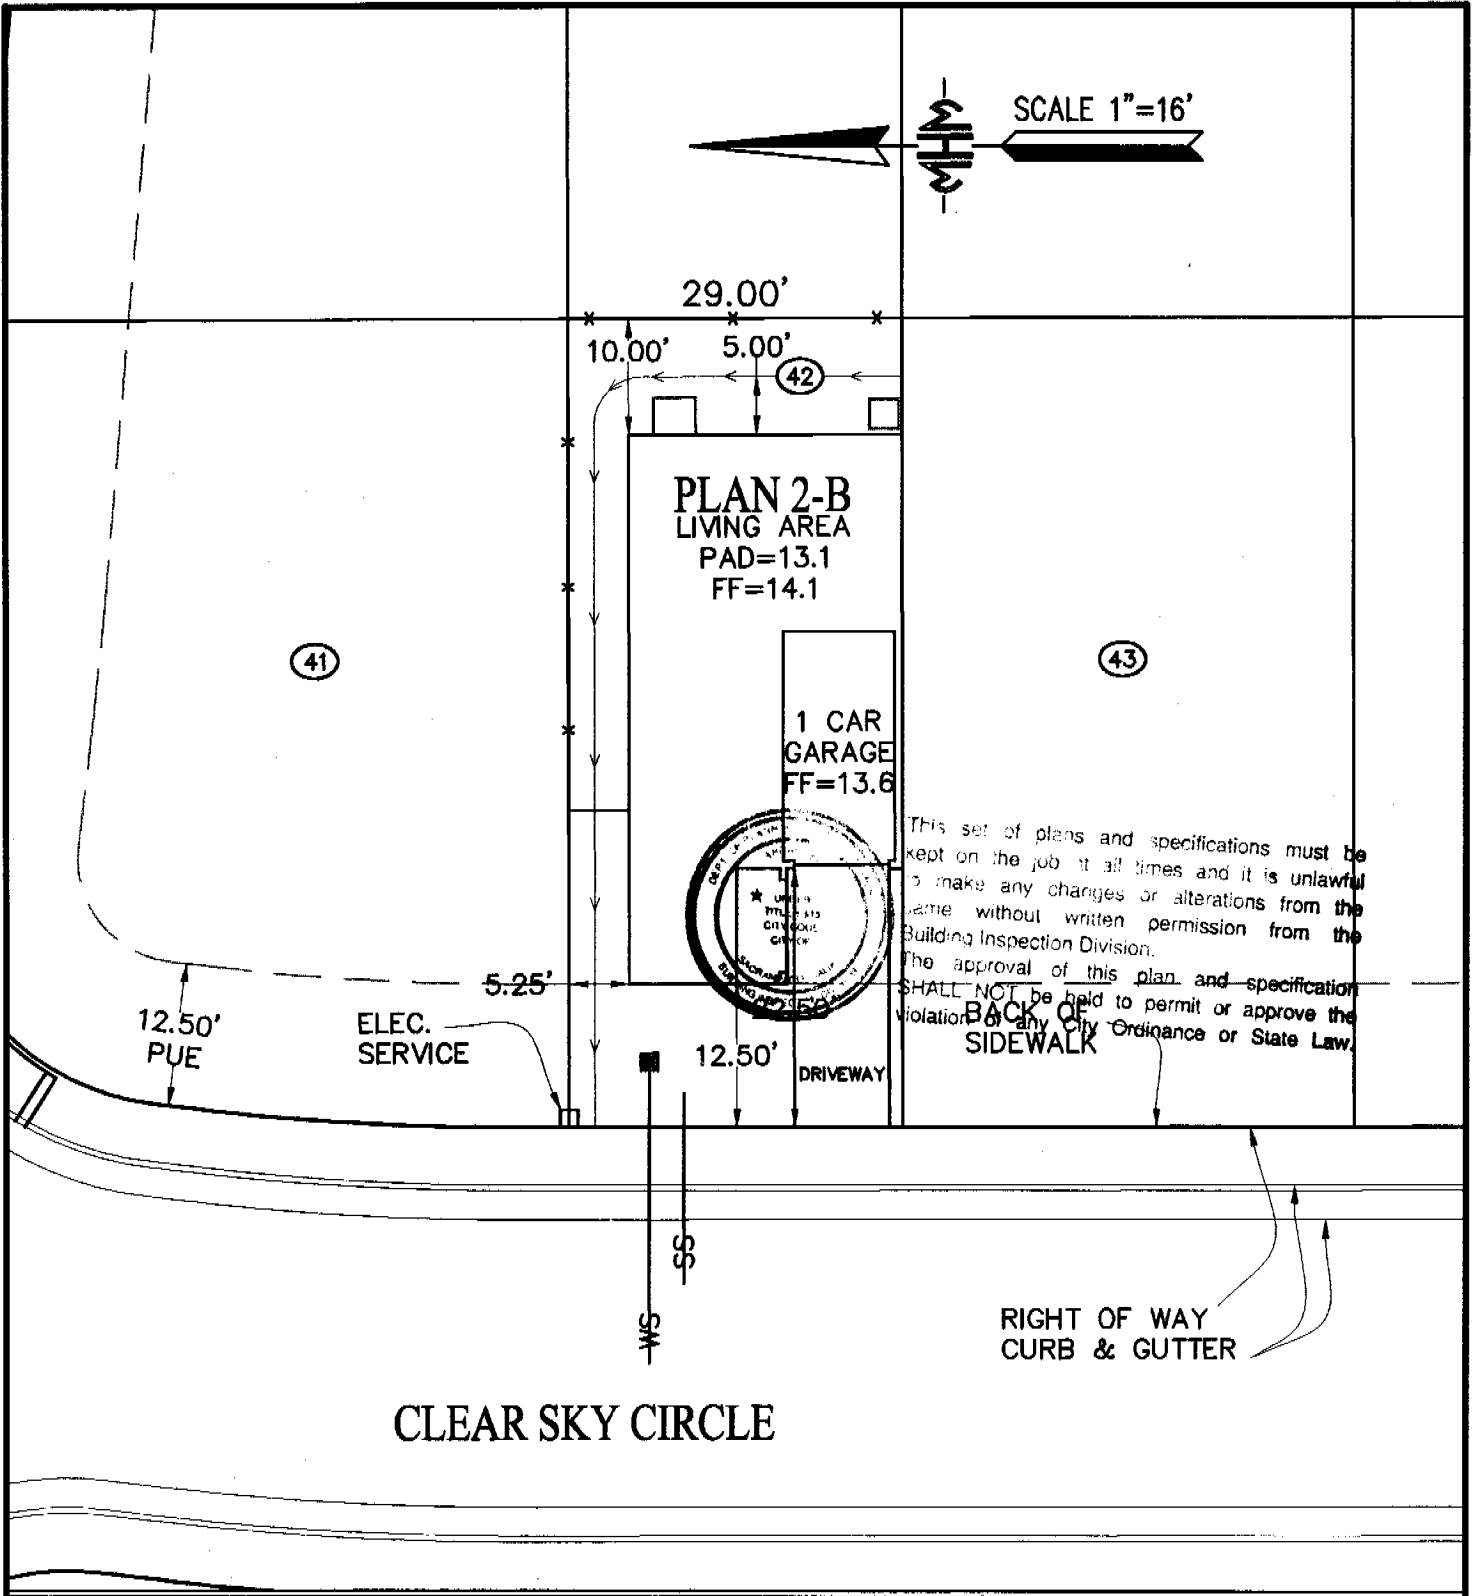 SCALE 1"=16'
29.00'
10.00'
5.00'
42
PLAN 2-B
LIVING AREA
PAD=13.1
FF=14.1
41
43
1 CAR
GARAGE
FF=13.6
This set of plans and specifications must be
kept on the job at all times and it is unlawful
to make any changes or alterations from the
same without written permission from the
Building Inspection Division.
The approval of this plan and specification
SHALL NOT be held to permit or approve the
violation of any City Ordinance or State Law.
5.25'
12.50'
PUE
ELEC.
SERVICE
12.50'
DRIVEWAY
BACK OF
SIDEWALK
SS
SW
RIGHT OF WAY
CURB & GUTTER
CLEAR SKY CIRCLE